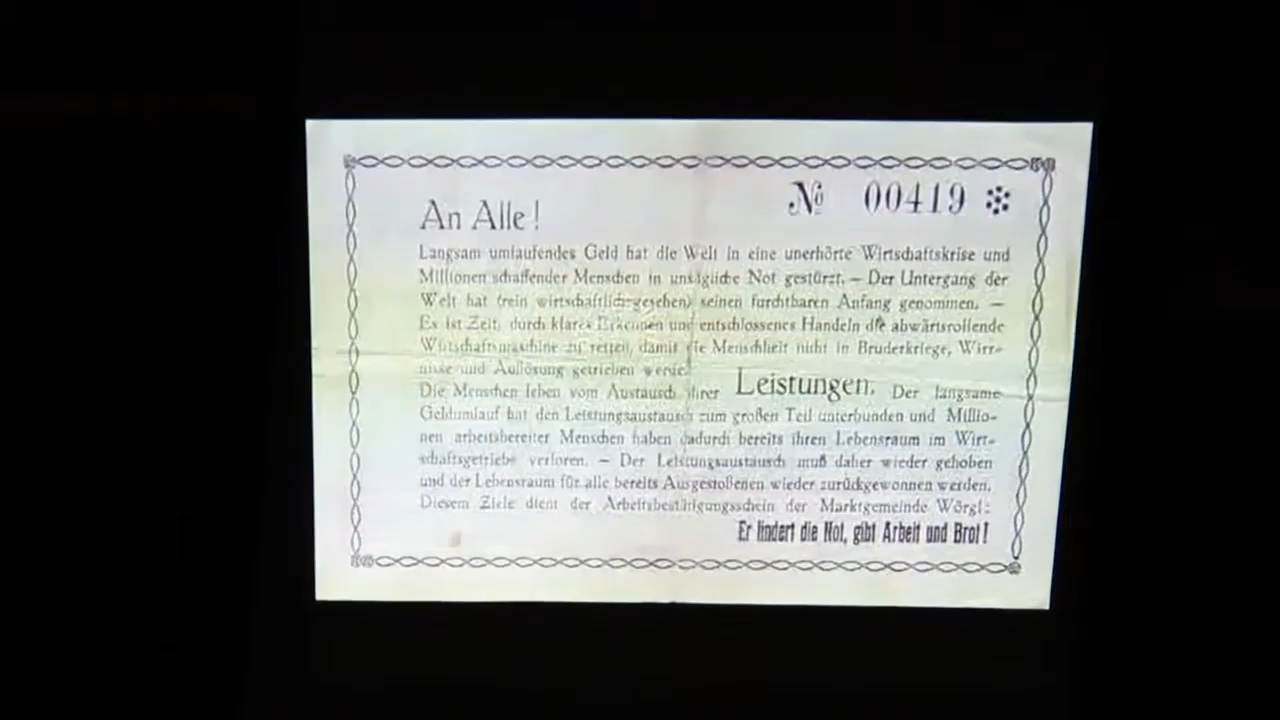 № 00419 *
An Alle!
Langsam umlaufendes Geld hat die Welt in eine unerhörte Wirtschaftskrise und
Millionen schaffender Menschen in unsägliche Not gestürzt. – Der Untergang der
Welt hat (rein wirtschaftlich gesehen) seinen furchtbaren Anfang genommen. –
Es ist Zeit, durch klares Erkennen und entschlossenes Handeln die abwärtsrollende
Wirtschaftsmaschine zu retten, damit die Menschheit nicht in Bruderkriege, Wirr-
nisse und Auflösung getrieben werde.
Die Menschen leben vom Austausch ihrer Leistungen. Der langsame
Geldumlauf hat den Leistungsaustausch zum großen Teil unterbunden und Millio-
nen arbeitsbereiter Menschen haben dadurch bereits ihren Lebensraum im Wirt-
schaftsgetriebe verloren. – Der Leistungsaustausch muß daher wieder gehoben
und der Lebensraum für alle bereits Ausgestoßenen wieder zurückgewonnen werden.
Diesem Ziele dient der Arbeitsbestätigungsschein der Marktgemeinde Wörgl:
Er lindert die Not, gibt Arbeit und Brot!